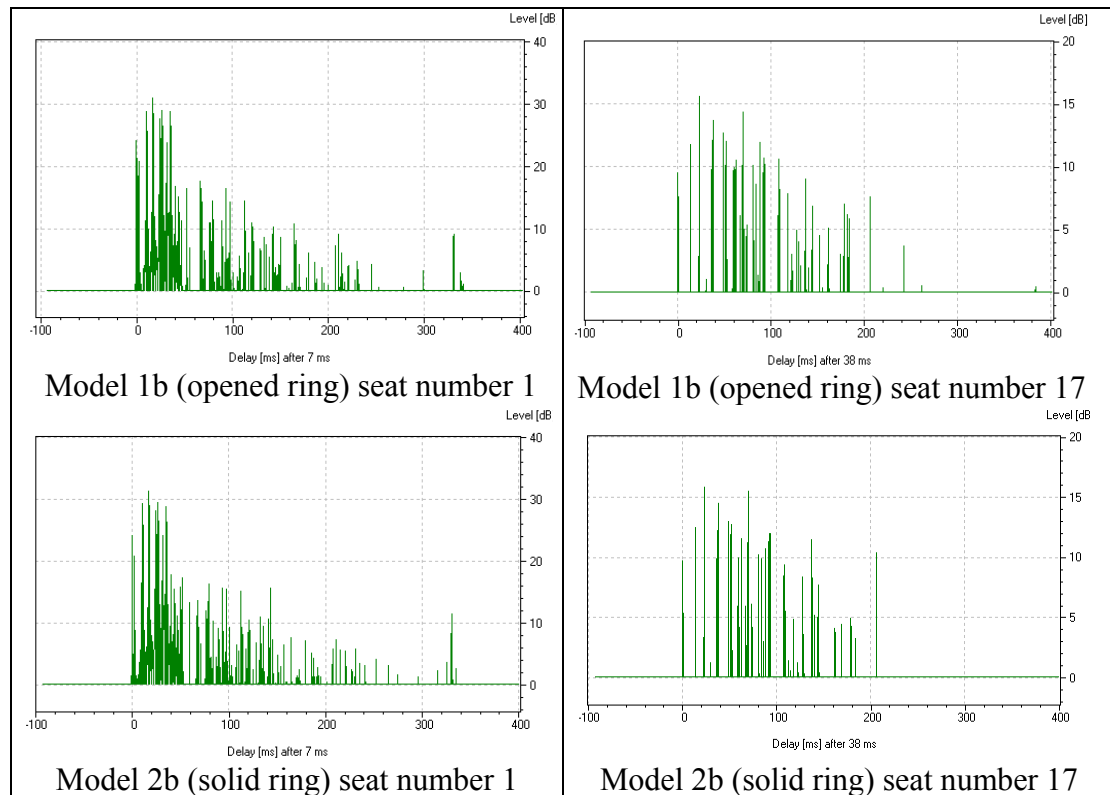 Level [dB
40
30
20
10
0
-100 0 100 200 300 400
Delay [ms] after 7 ms
Model 1b (opened ring) seat number 1
Level [dB]
20
15
10
5
0
-100 0 100 200 300 400
Delay [ms] after 38 ms
Model 1b (opened ring) seat number 17
Level [dB
40
30
20
10
0
-100 0 100 200 300 400
Delay [ms] after 7 ms
Model 2b (solid ring) seat number 1
Level [dB
20
15
10
5
0
-100 0 100 200 300 400
Delay [ms] after 38 ms
Model 2b (solid ring) seat number 17